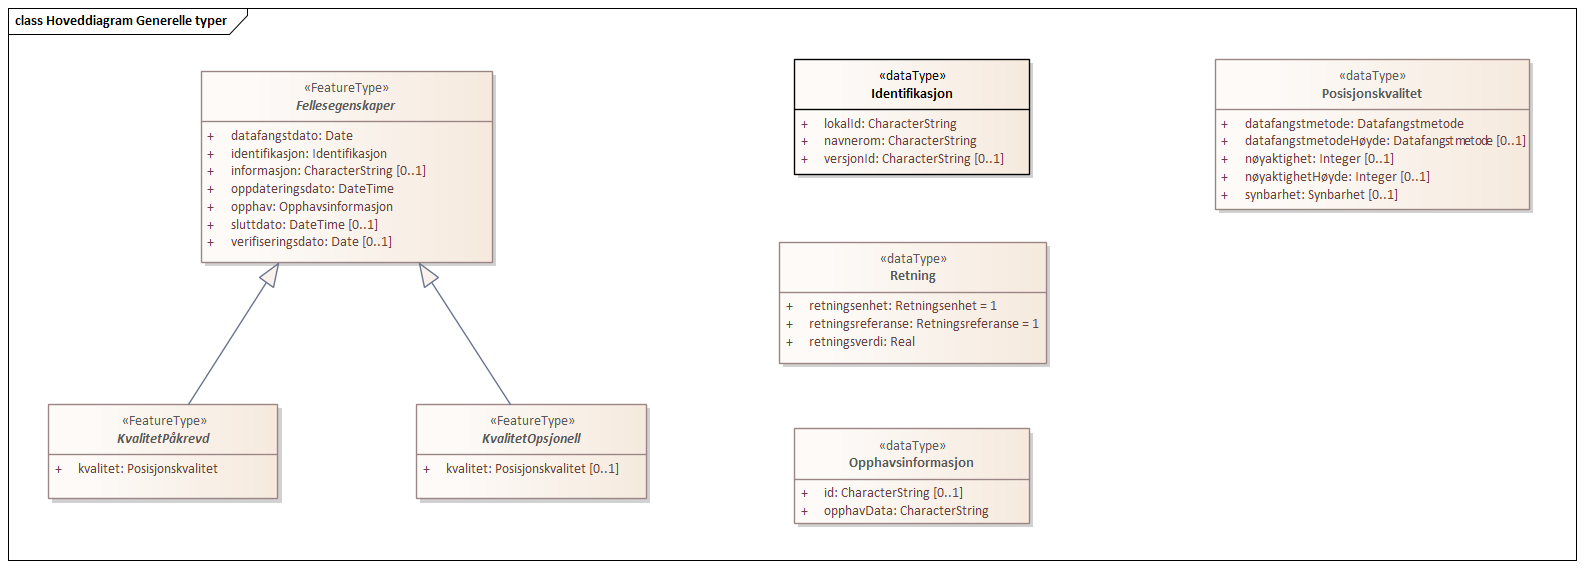 class Hoveddiagram Generelle typer
«FeatureType»
Fellesegenskaper
+ datafangstdato: Date
+ identifikasjon: Identifikasjon
+ informasjon: CharacterString [0..1]
+ oppdateringsdato: DateTime
+ opphav: Opphavsinformasjon
+ sluttdato: DateTime [0..1]
+ verifiseringsdato: Date [0..1]
«FeatureType»
KvalitetPåkrevd
+ kvalitet: Posisjonskvalitet
«FeatureType»
KvalitetOpsjonell
+ kvalitet: Posisjonskvalitet [0..1]
«dataType»
Identifikasjon
+ lokalId: CharacterString
+ navnerom: CharacterString
+ versjonId: CharacterString [0..1]
«dataType»
Retning
+ retningsenhet: Retningsenhet = 1
+ retningsreferanse: Retningsreferanse = 1
+ retningsverdi: Real
«dataType»
Opphavsinformasjon
+ id: CharacterString [0..1]
+ opphavData: CharacterString
«dataType»
Posisjonskvalitet
+ datafangstmetode: Datafangstmetode
+ datafangstmetodeHøyde: Datafangstmetode [0..1]
+ nøyaktighet: Integer [0..1]
+ nøyaktighetHøyde: Integer [0..1]
+ synbarhet: Synbarhet [0..1]